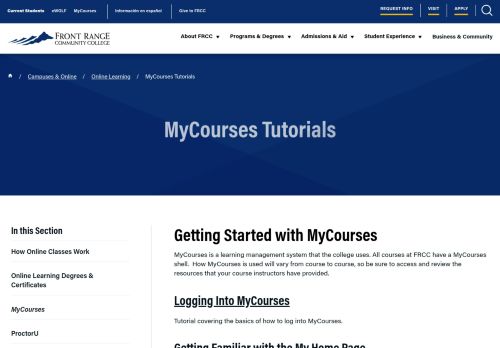 Current Students eWOLF MyCourses Información en español Give to FRCC REQUEST INFO VISIT APPLY
FRONT RANGE
COMMUNITY COLLEGE
About FRCC Programs & Degrees Admissions & Aid Student Experience Business & Community
/ Campuses & Online / Online Learning / MyCourses Tutorials
MyCourses Tutorials
In this Section
How Online Classes Work
Online Learning Degrees &
Certificates
MyCourses
ProctorU
Getting Started with MyCourses
MyCourses is a learning management system that the college uses. All courses at FRCC have a MyCourses
shell. How MyCourses is used will vary from course to course, so be sure to access and review the
resources that your course instructors have provided.
Logging Into MyCourses
Tutorial covering the basics of how to log into MyCourses.
Getting Familiar with the My Home Page